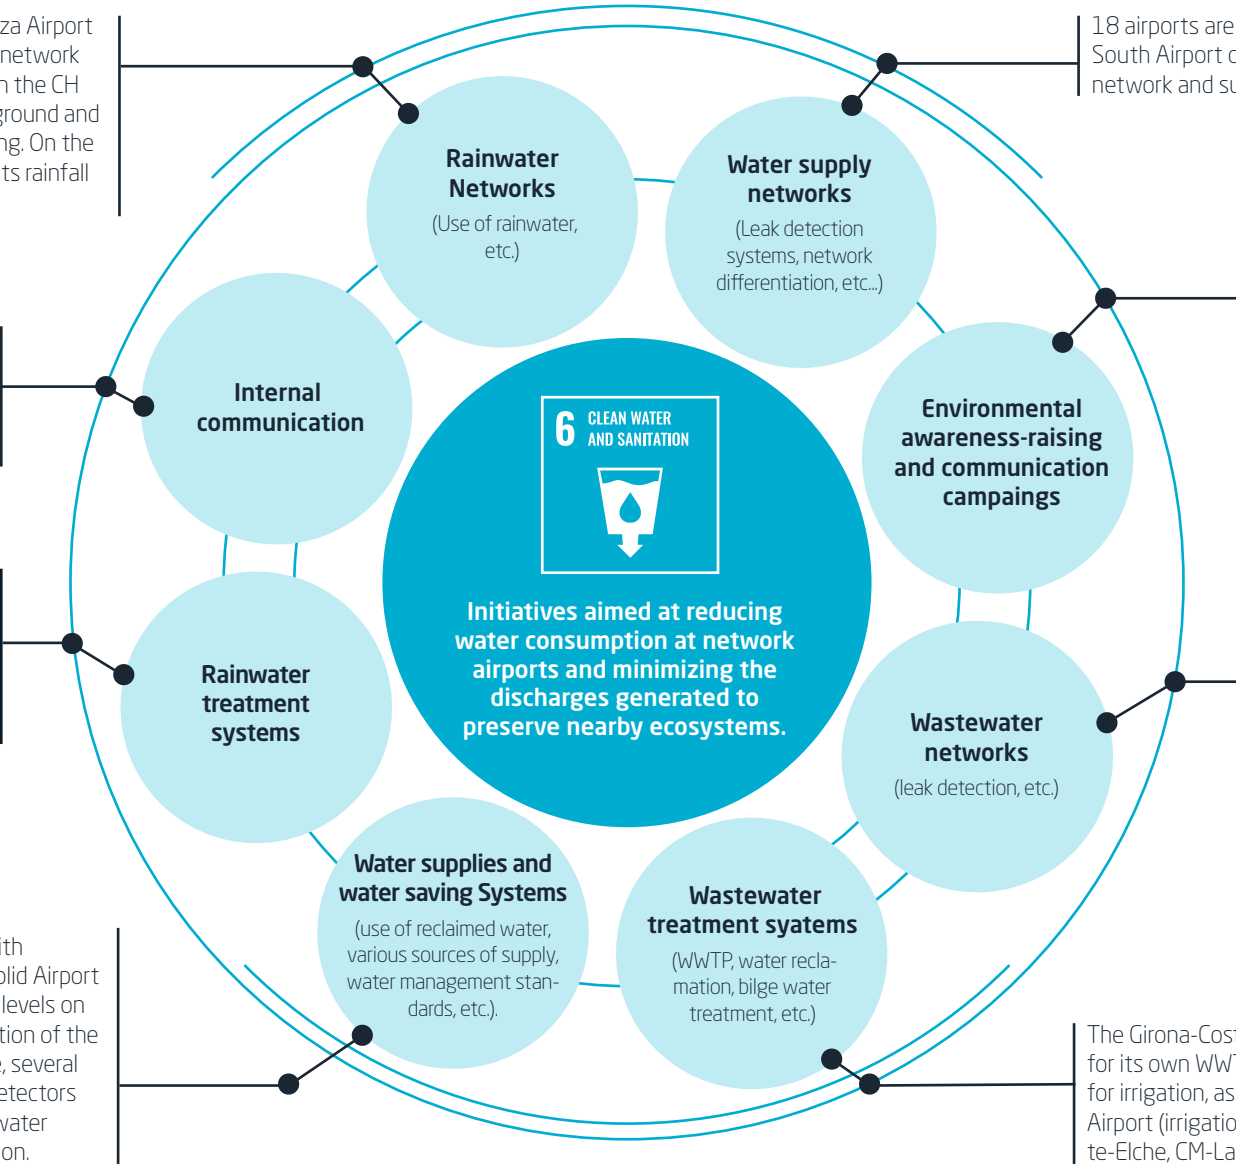 za Airport
network
n the CH
ground and
ng. On the
ts rainfall
18 airports are
South Airport
network and
Rainwater
Networks
(Use of rainwater,
etc.)
Water supply
networks
(Leak detection
systems, network
differentiation, etc...)
Internal
communication
Environmental
awareness-raising
and communication
campaings
6 CLEAN WATER
AND SANITATION
Initiatives aimed at reducing
water consumption at network
airports and minimizing the
discharges generated to
preserve nearby ecosystems.
Rainwater
treatment
systems
Wastewater
networks
(leak detection, etc.)
Water supplies and
water saving Systems
(use of reclaimed water,
various sources of supply,
water management stan-
dards, etc.).
Wastewater
treatment syatems
(WWTP, water recla-
mation, bilge water
treatment, etc.)
ith
olid Airport
levels on
tion of the
e, several
etectors
water
on.
The Girona-Cost
for its own WWT
for irrigation, as
Airport (irrigatio
te-Elche, CM-La